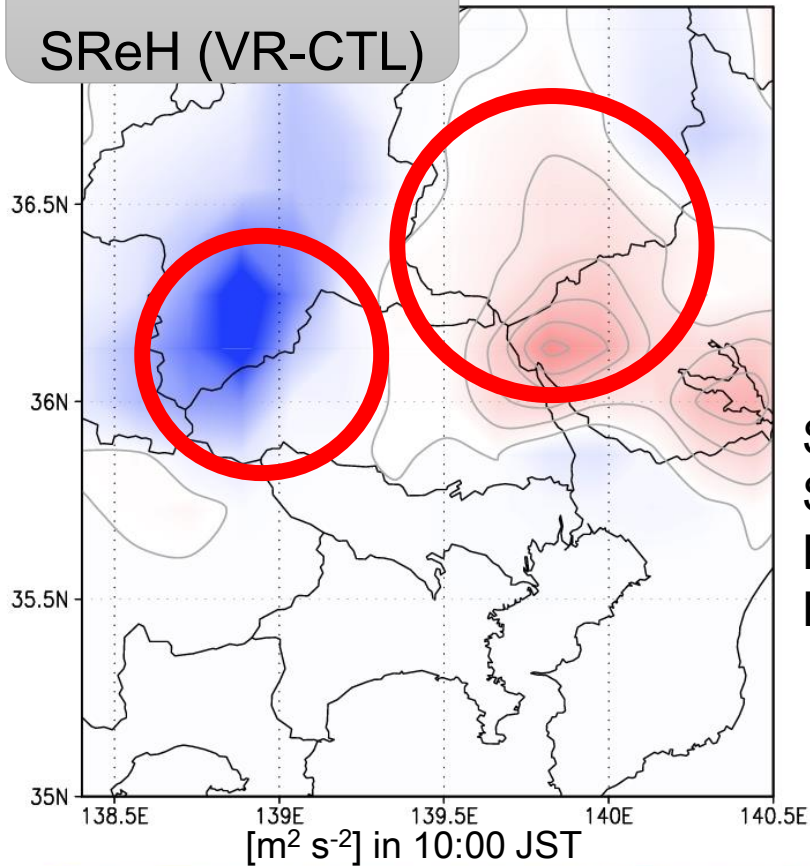 SReH (VR-CTL)
36.5N
36N
35.5N
35N
138.5E 139E 139.5E 140E 140.5E
[m² s⁻²] in 10:00 JST